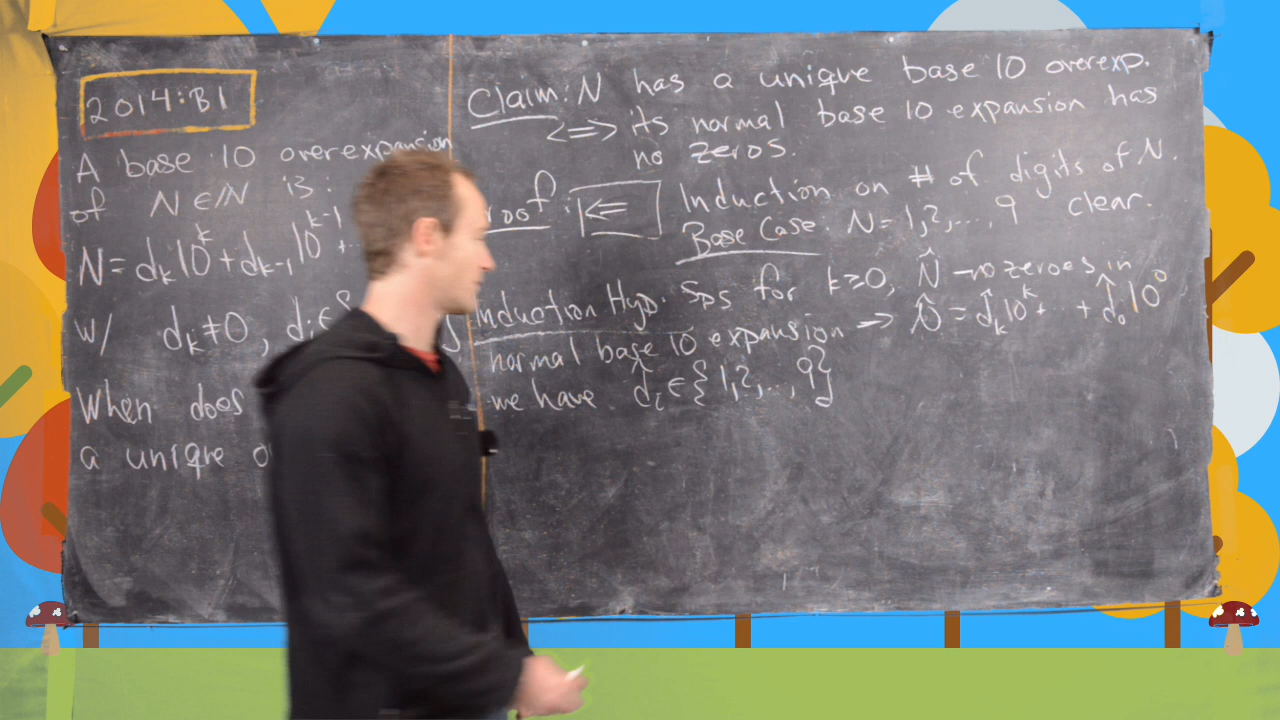 2014:B1
A base 10 overexpansion
of N∈ℕ is:
N = d_k 10^k + d_{k-1} 10^{k-1} + ..
w/ d_k ≠ 0, d_i ∈ {
When does
a unique
Claim: N has a unique base 10 overexp.
<=> its normal base 10 expansion has
no zeros.
roof: <= Induction on # of digits of N.
Base Case. N = 1,2,..., 9 clear.
Induction Hyp. Sps for k≥0, N̂ - no zeroes in
normal base 10 expansion -> N̂ = d̂_k 10^k + .. + d̂_0 10^0
we have d̂_i ∈ {1,2,..., 9}